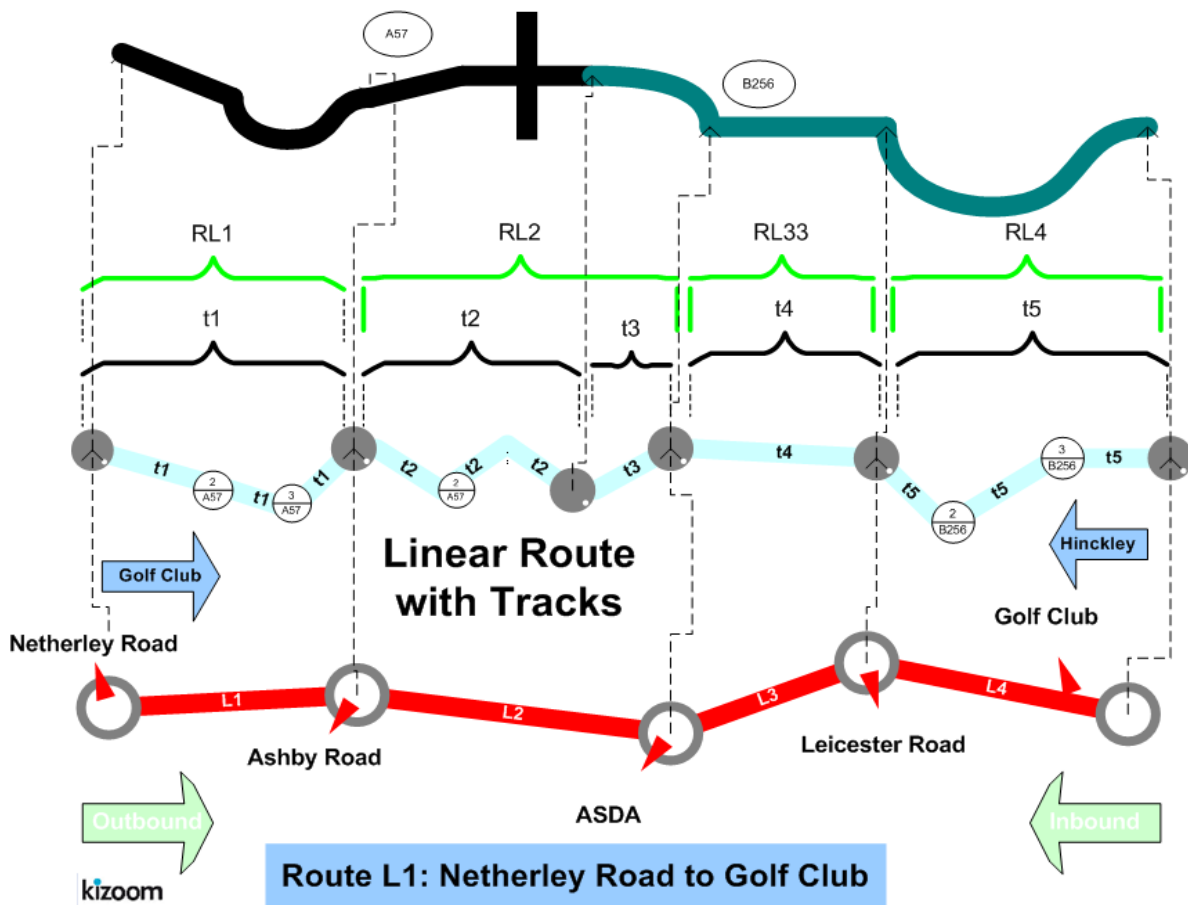 A57
B256
RL1
RL2
RL33
RL4
t1
t2
t3
t4
t5
t1
2
A57
t1
3
A57
t1
t2
2
A57
t2
t2
t3
t4
t5
2
B256
t5
3
B256
t5
Golf Club
Linear Route
with Tracks
Hinckley
Netherley Road
Golf Club
L1
L2
L3
L4
Ashby Road
Leicester Road
ASDA
Outbound
Inbound
Route L1: Netherley Road to Golf Club
kizoom